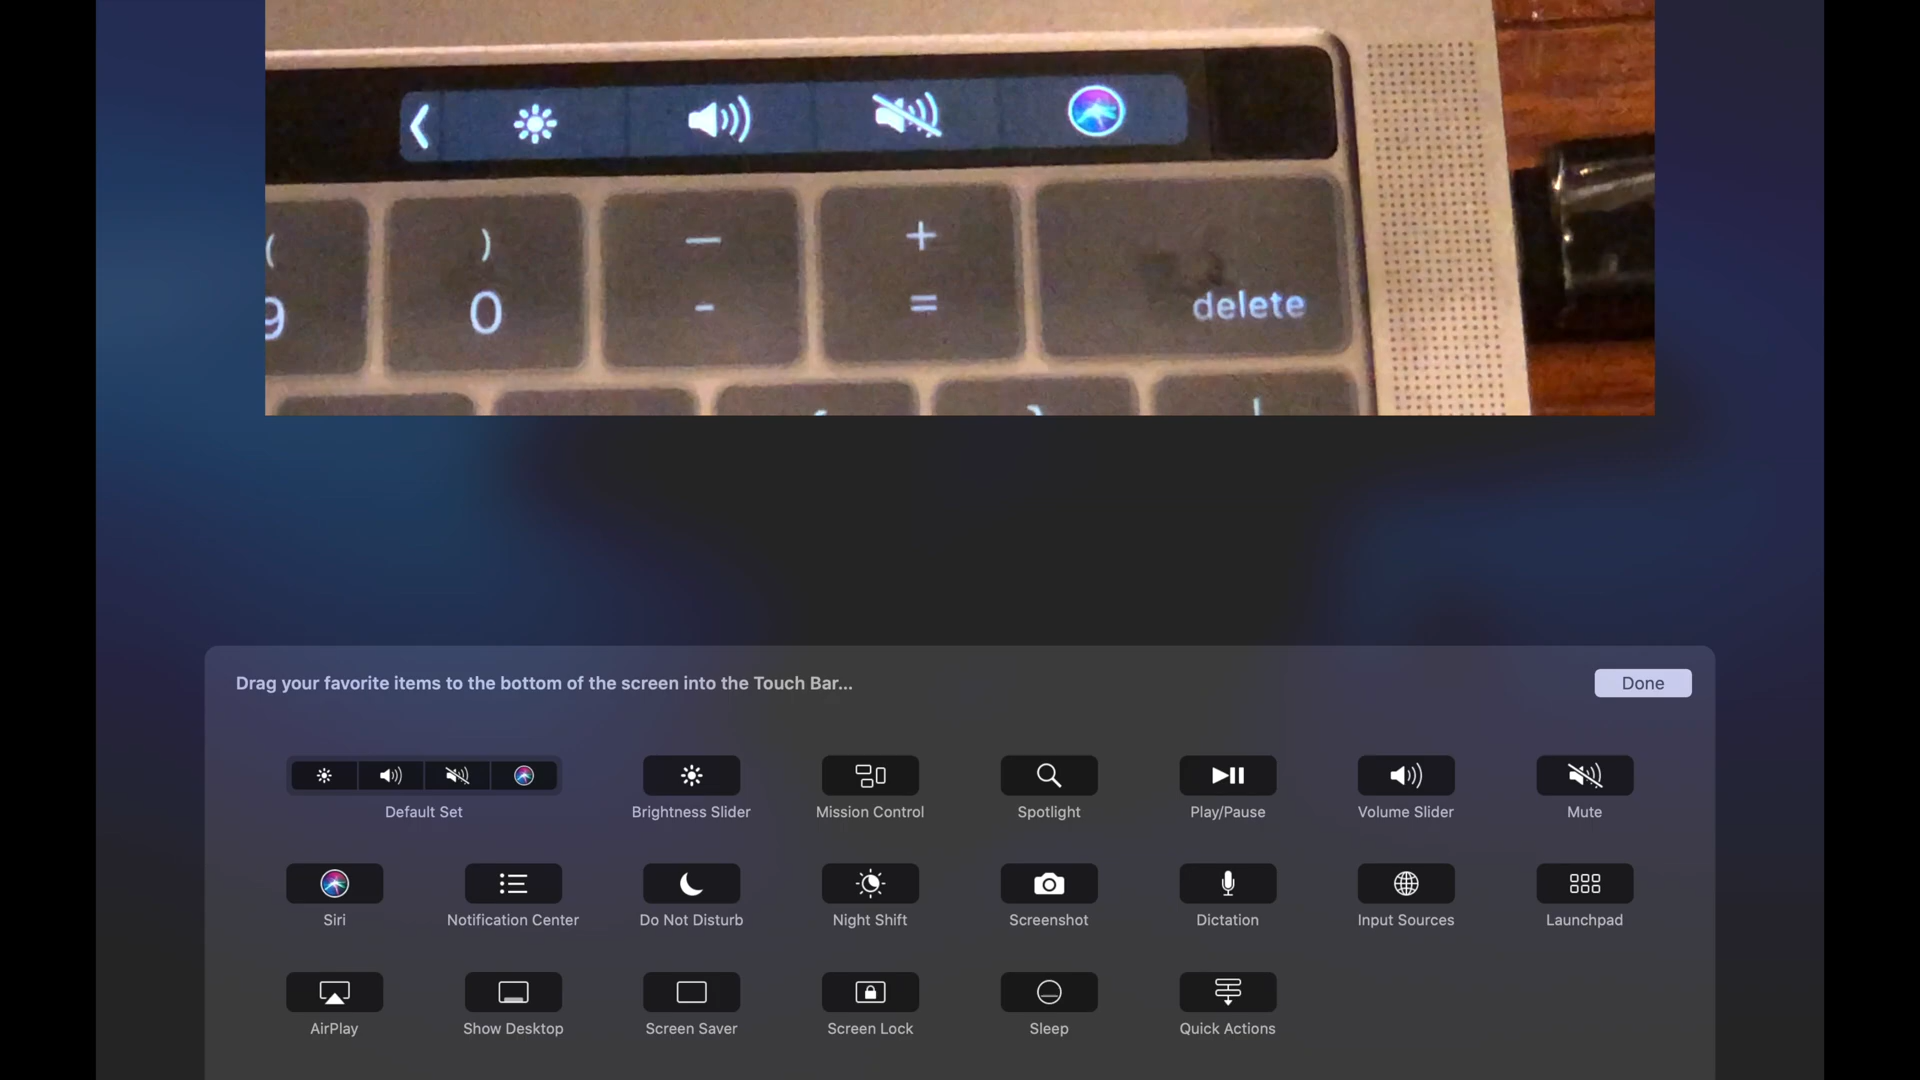 ( ) — +
9 0 - = delete
Drag your favorite items to the bottom of the screen into the Touch Bar...
Done
Default Set
Brightness Slider
Mission Control
Spotlight
Play/Pause
Volume Slider
Mute
Siri
Notification Center
Do Not Disturb
Night Shift
Screenshot
Dictation
Input Sources
Launchpad
AirPlay
Show Desktop
Screen Saver
Screen Lock
Sleep
Quick Actions